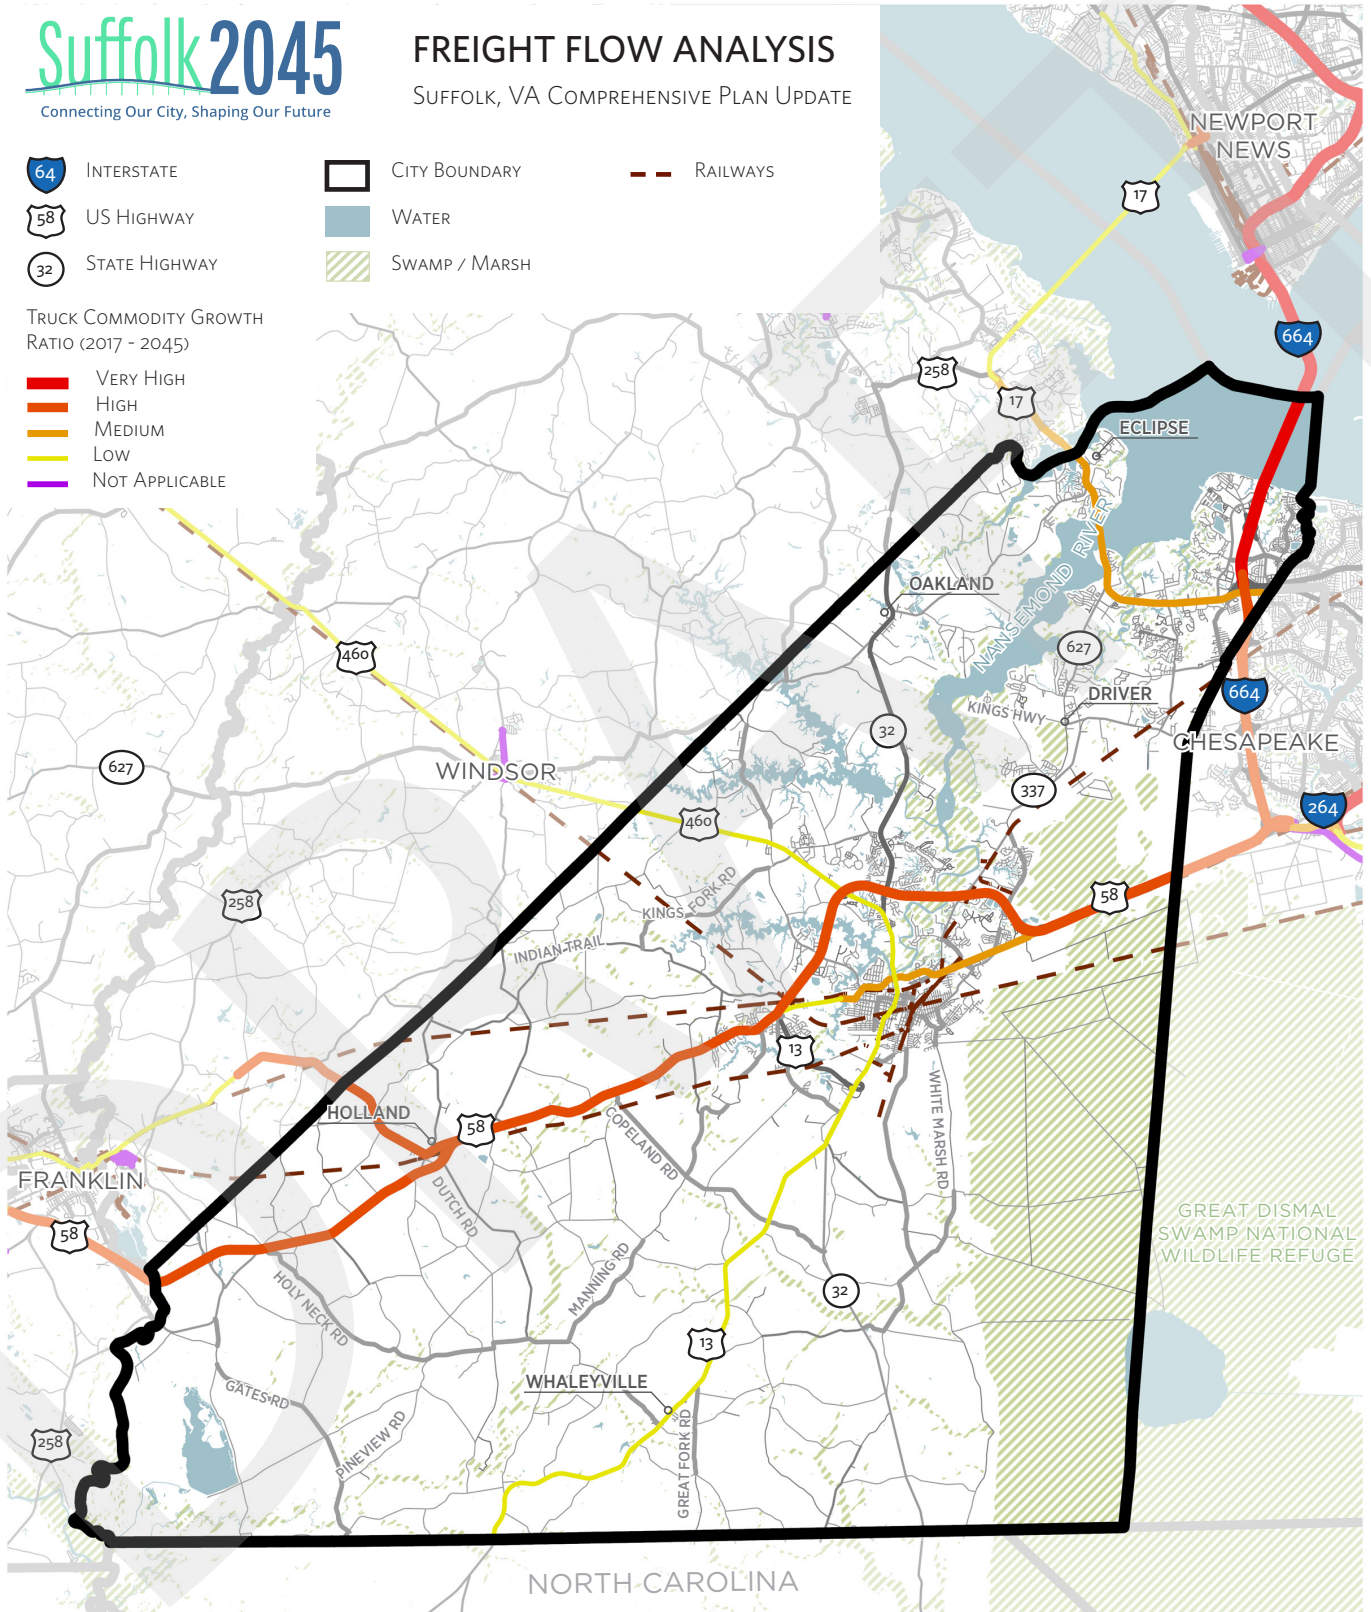 Suffolk 2045
Connecting Our City, Shaping Our Future
FREIGHT FLOW ANALYSIS
SUFFOLK, VA COMPREHENSIVE PLAN UPDATE
64 INTERSTATE
58 US HIGHWAY
32 STATE HIGHWAY
CITY BOUNDARY
WATER
SWAMP / MARSH
RAILWAYS
TRUCK COMMODITY GROWTH
RATIO (2017 - 2045)
VERY HIGH
HIGH
MEDIUM
LOW
NOT APPLICABLE
NEWPORT
NEWS
17
664
258
17
ECLIPSE
OAKLAND
NANSEMOND RIVER
627
460
664
DRIVER
KINGS HWY
32
CHESAPEAKE
627
WINDSOR
337
264
460
258
KINGS FORK RD
58
INDIAN TRAIL
13
HOLLAND
58
COPELAND RD
WHITE MARSH RD
FRANKLIN
DUTCH RD
58
GREAT DISMAL
SWAMP NATIONAL
WILDLIFE REFUGE
MANNING RD
HOLY NECK RD
32
13
WHALEYVILLE
GATES RD
258
PINEVIEW RD
GREAT FORK RD
NORTH CAROLINA
DRAFT